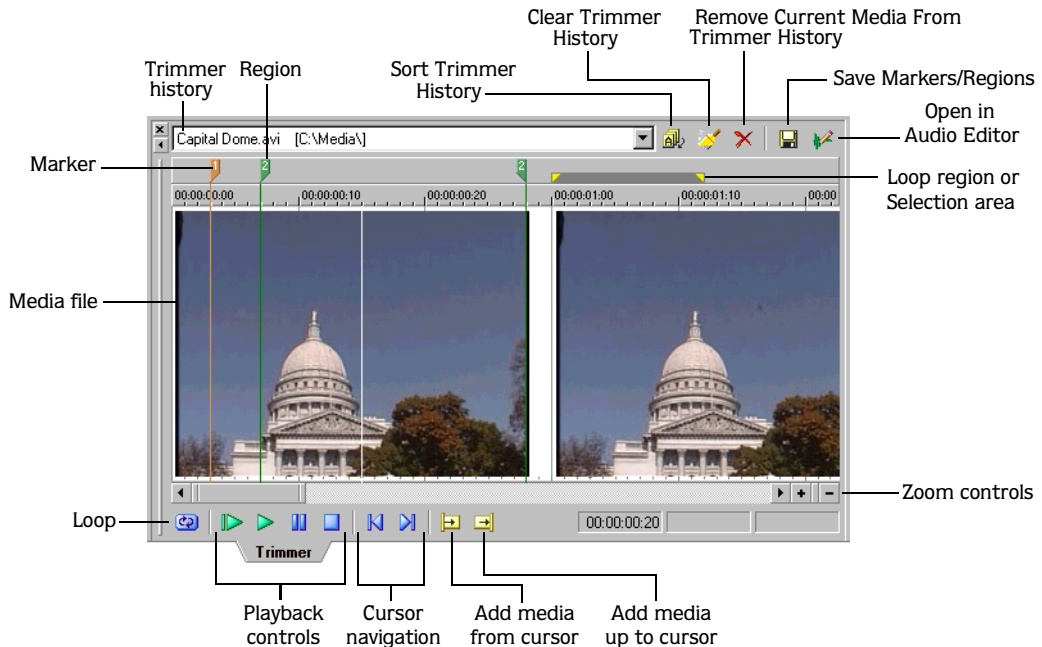 Clear Trimmer
History
Remove Current Media From
Trimmer History
Trimmer
history
Region
Sort Trimmer
History
Save Markers/Regions
Open in
Audio Editor
Capital Dome.avi [C:\Media\]
Marker
1
2
2
Loop region or
Selection area
00:00:00:00
00:00:00:10
00:00:00:20
00:00:01:00
00:00:01:10
00:00
Media file
Zoom controls
Loop
00:00:00:20
Trimmer
Playback
controls
Cursor
navigation
Add media
from cursor
Add media
up to cursor